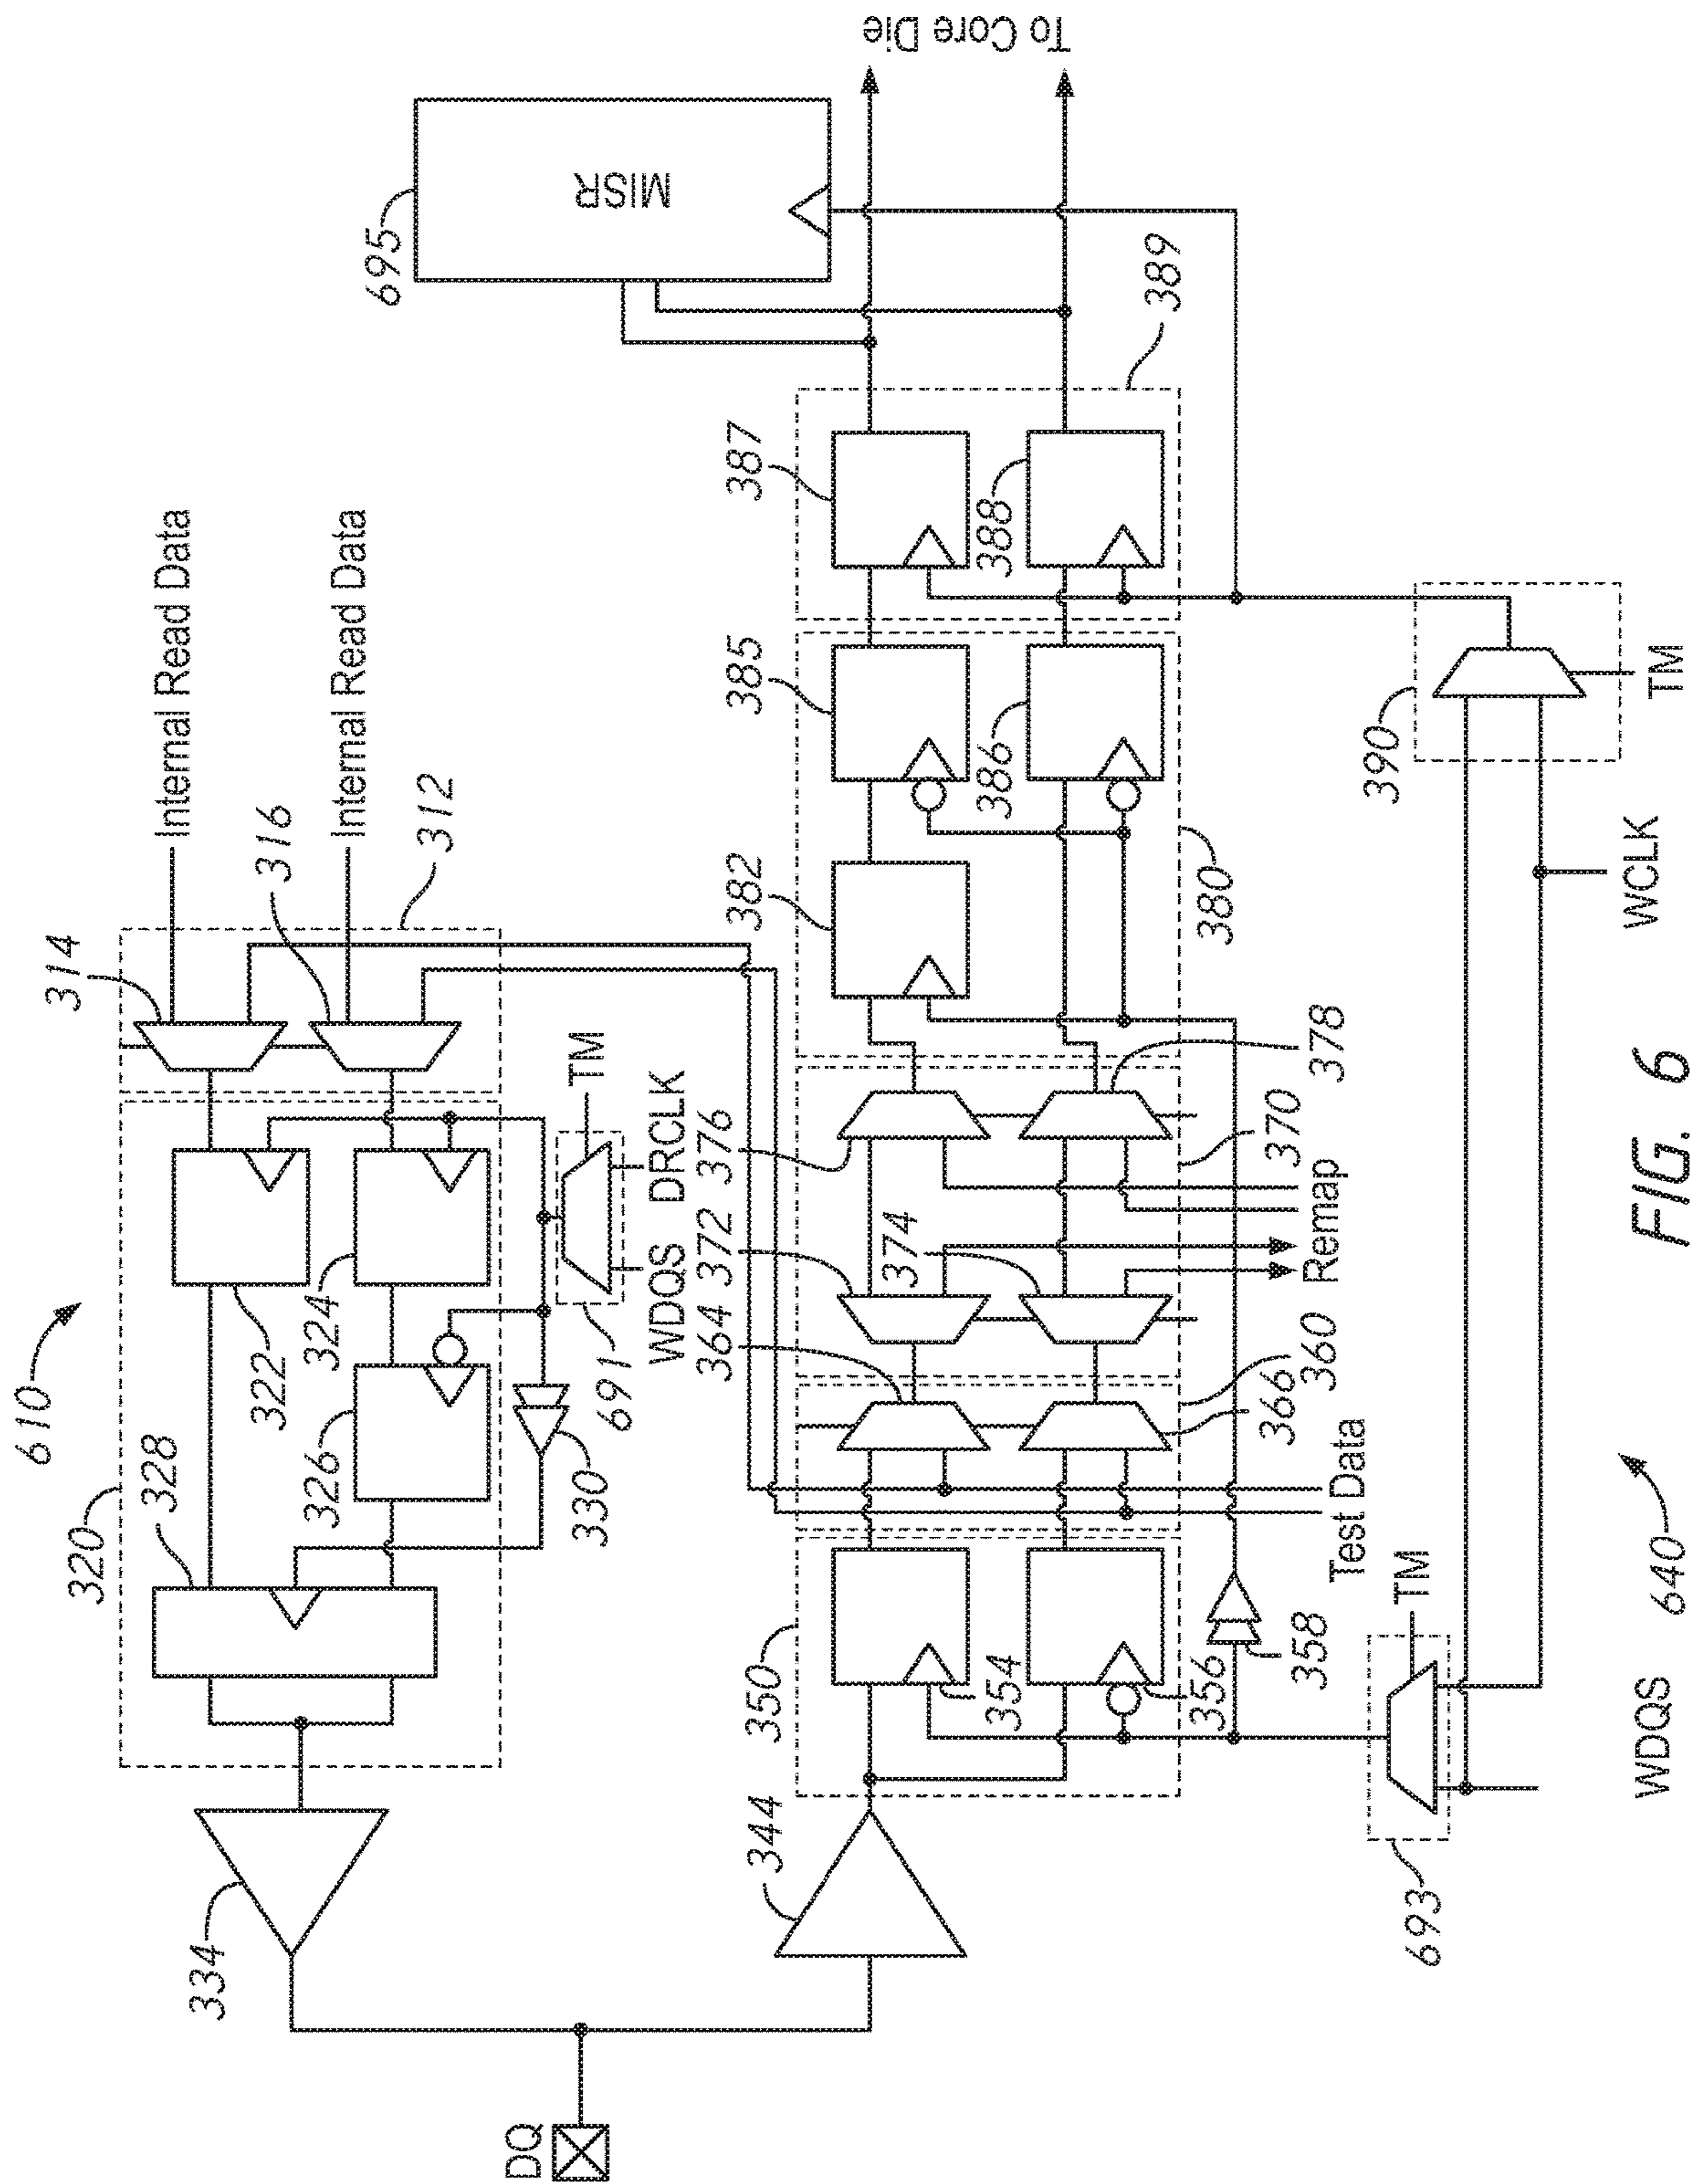 610
320
328
322
324
326
330
334
314
316
312
Internal Read Data
Internal Read Data
TM
WDQS
DRCLK
691
695
MISR
To Core Die
DQ
344
350
354
356
358
364
366
360
372
374
376
378
370
Remap
Test Data
382
385
386
380
387
388
389
390
TM
WCLK
693
TM
WDQS
640
FIG. 6